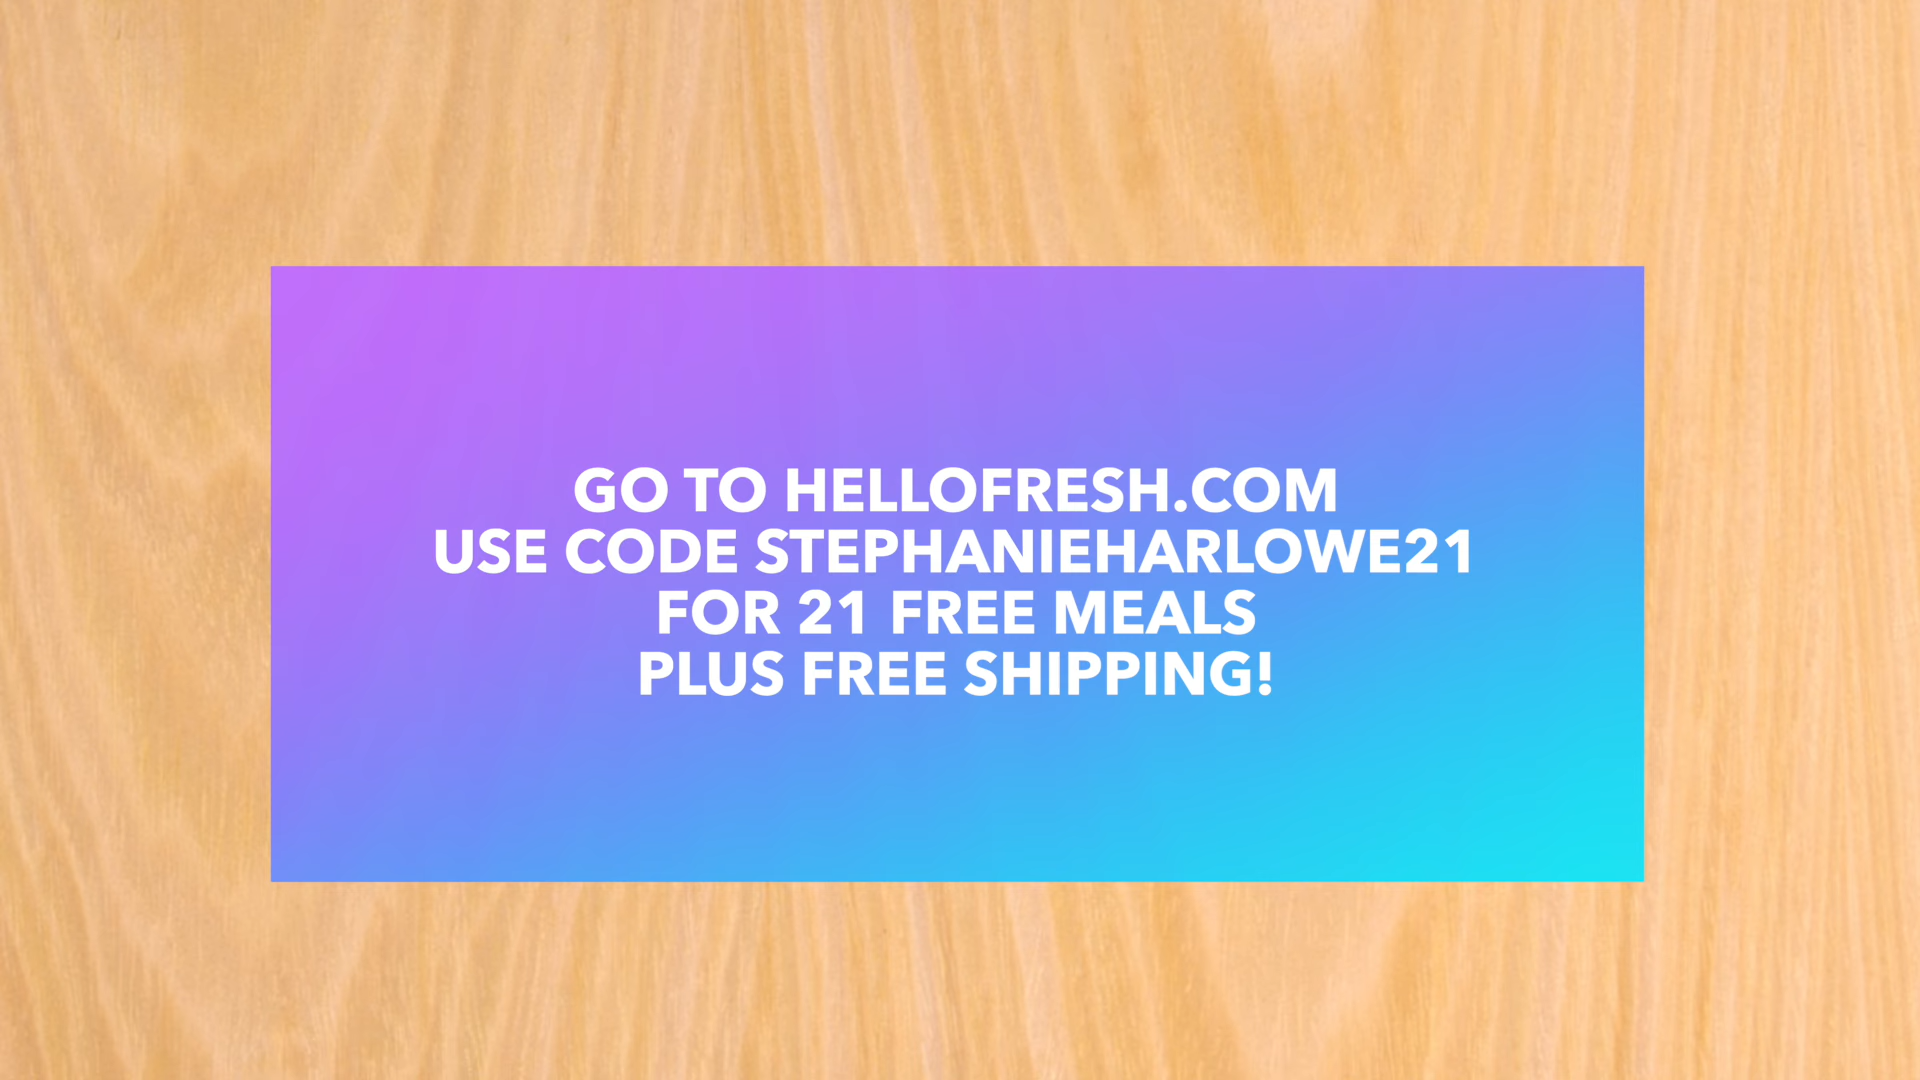 GO TO HELLOFRESH.COM
USE CODE STEPHANIEHARLOWE21
FOR 21 FREE MEALS
PLUS FREE SHIPPING!